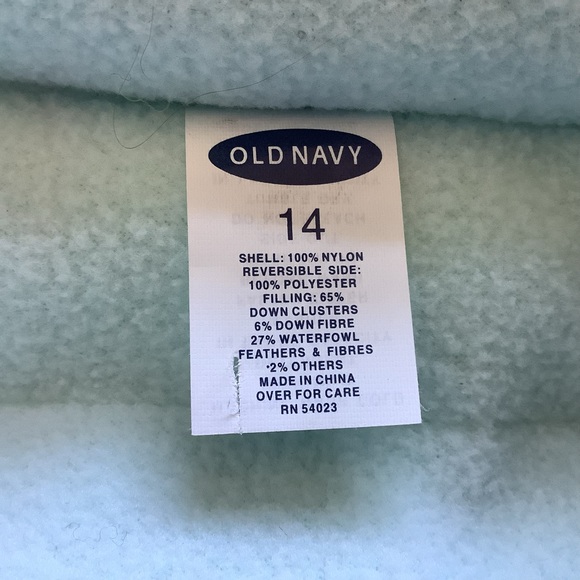 OLD NAVY
14
SHELL: 100% NYLON
REVERSIBLE SIDE:
100% POLYESTER
FILLING: 65%
DOWN CLUSTERS
6% DOWN FIBRE
27% WATERFOWL
FEATHERS & FIBRES
·2% OTHERS
MADE IN CHINA
OVER FOR CARE
RN 54023